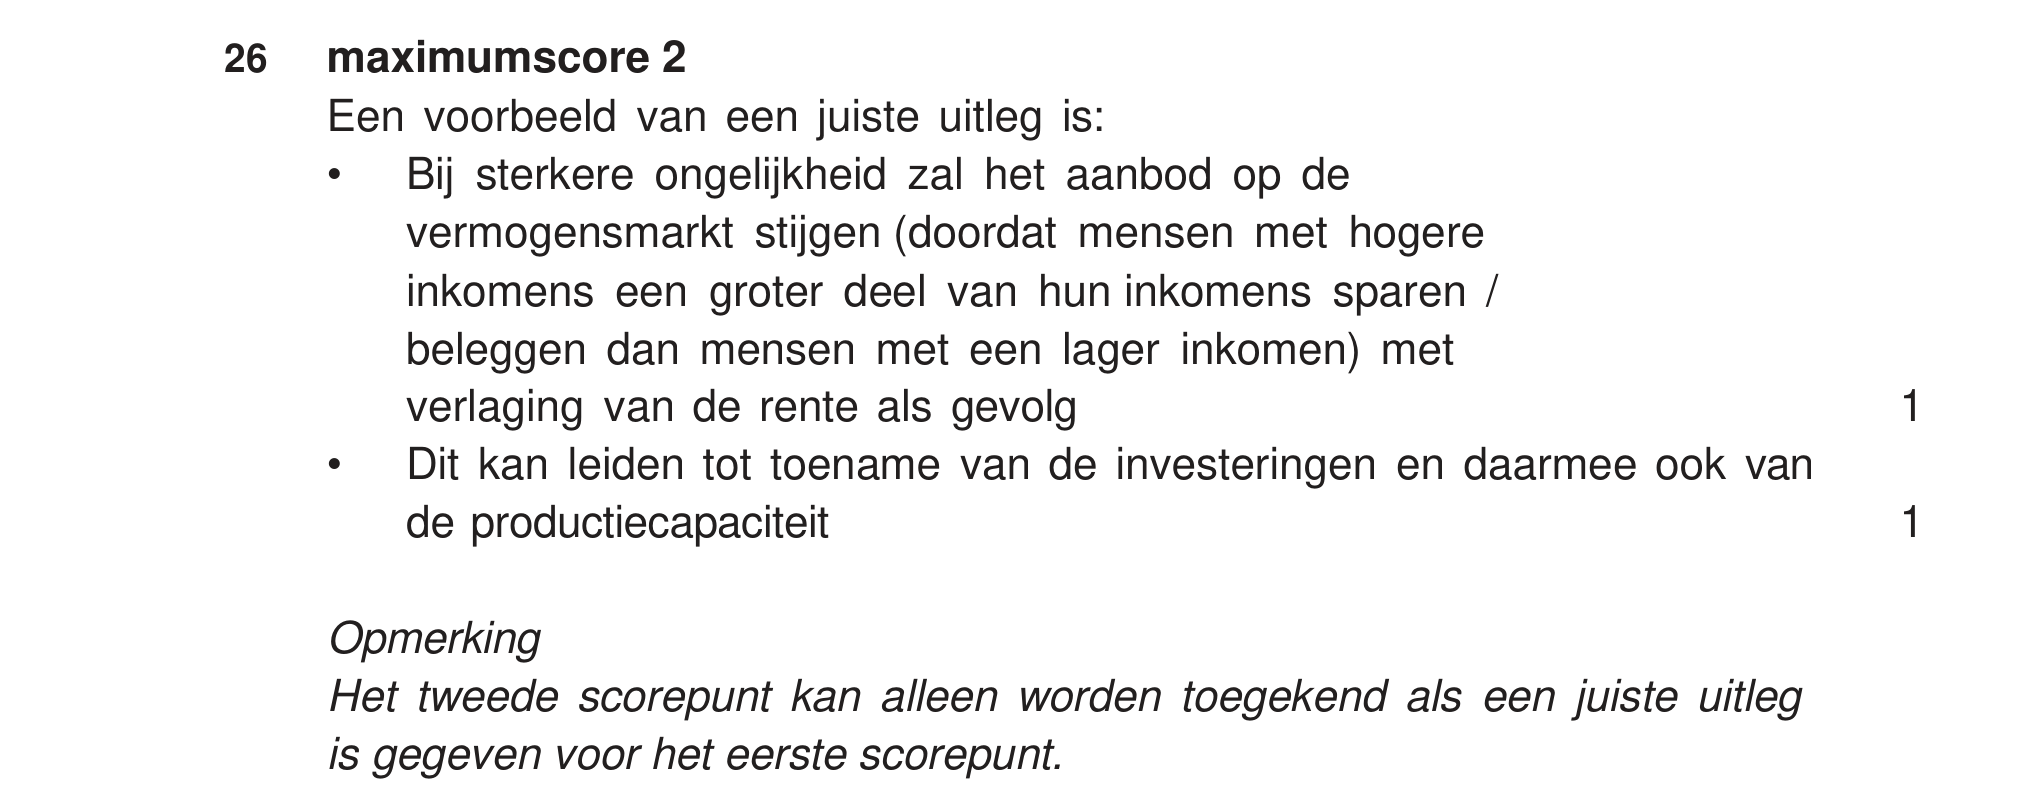 26 maximumscore 2
Een voorbeeld van een juiste uitleg is:
• Bij sterkere ongelijkheid zal het aanbod op de
vermogensmarkt stijgen (doordat mensen met hogere
inkomens een groter deel van hun inkomens sparen /
beleggen dan mensen met een lager inkomen) met
verlaging van de rente als gevolg 1
• Dit kan leiden tot toename van de investeringen en daarmee ook van
de productiecapaciteit 1
Opmerking
Het tweede scorepunt kan alleen worden toegekend als een juiste uitleg
is gegeven voor het eerste scorepunt.